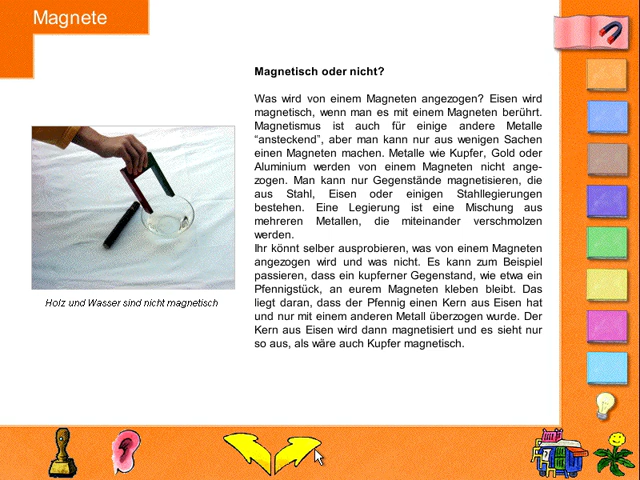 Magnete
Magnetisch oder nicht?
Was wird von einem Magneten angezogen? Eisen wird
magnetisch, wenn man es mit einem Magneten berührt.
Magnetismus ist auch für einige andere Metalle
“ansteckend”, aber man kann nur aus wenigen Sachen
einen Magneten machen. Metalle wie Kupfer, Gold oder
Aluminium werden von einem Magneten nicht ange-
zogen. Man kann nur Gegenstände magnetisieren, die
aus Stahl, Eisen oder einigen Stahllegierungen
bestehen. Eine Legierung ist eine Mischung aus
mehreren Metallen, die miteinander verschmolzen
werden.
Ihr könnt selber ausprobieren, was von einem Magneten
angezogen wird und was nicht. Es kann zum Beispiel
passieren, dass ein kupferner Gegenstand, wie etwa ein
Pfennigstück, an eurem Magneten kleben bleibt. Das
liegt daran, dass der Pfennig einen Kern aus Eisen hat
und nur mit einem anderen Metall überzogen wurde. Der
Kern aus Eisen wird dann magnetisiert und es sieht nur
so aus, als wäre auch Kupfer magnetisch.
Holz und Wasser sind nicht magnetisch